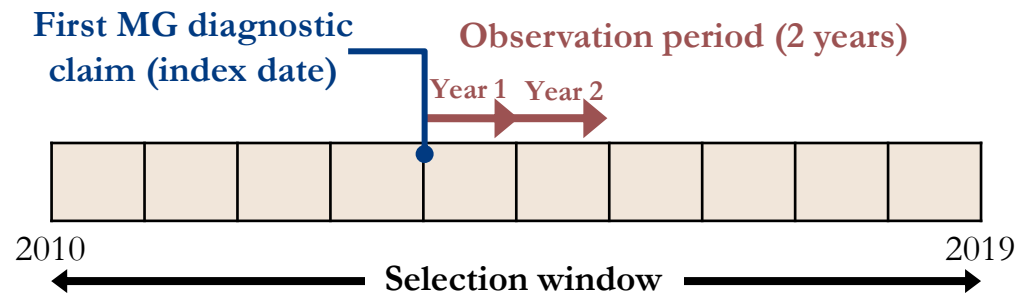 First MG diagnostic
claim (index date)
Observation period (2 years)
Year 1
Year 2
2010
2019
Selection window